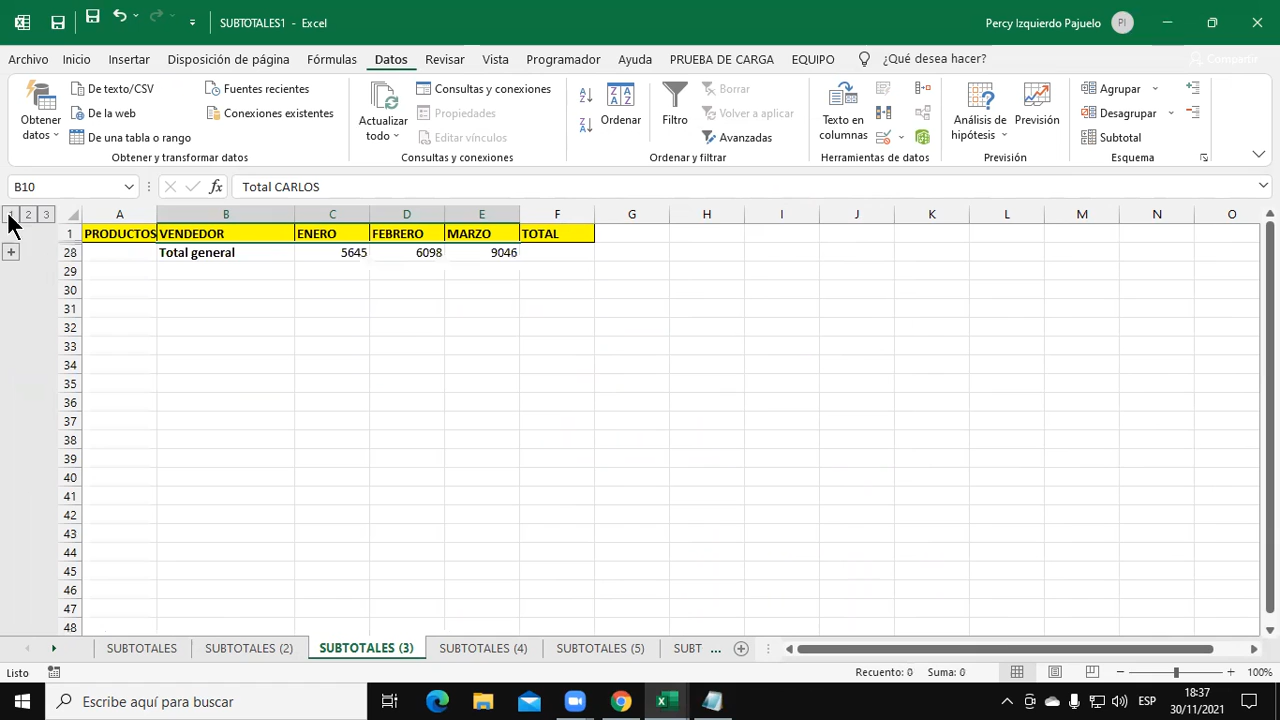 SUBTOTALES1 - Excel
Percy Izquierdo Pajuelo PI
Archivo Inicio Insertar Disposición de página Fórmulas Datos Revisar Vista Programador Ayuda PRUEBA DE CARGA EQUIPO ¿Qué desea hacer? Compartir
Obtener datos
De texto/CSV
De la web
De una tabla o rango
Fuentes recientes
Conexiones existentes
Obtener y transformar datos
Actualizar todo
Consultas y conexiones
Propiedades
Editar vínculos
Consultas y conexiones
Ordenar
Filtro
Borrar
Volver a aplicar
Avanzadas
Ordenar y filtrar
Texto en columnas
Herramientas de datos
Análisis de hipótesis
Previsión
Previsión
Agrupar
Desagrupar
Subtotal
Esquema
B10 fx Total CARLOS
1 2 3 A B C D E F G H I J K L M N O
1 PRODUCTOS VENDEDOR ENERO FEBRERO MARZO TOTAL
28 Total general 5645 6098 9046
29
30
31
32
33
34
35
36
37
38
39
40
41
42
43
44
45
46
47
48
SUBTOTALES SUBTOTALES (2) SUBTOTALES (3) SUBTOTALES (4) SUBTOTALES (5) SUBT ...
Listo Recuento: 0 Suma: 0 100%
Escribe aquí para buscar
ESP
18:37
30/11/2021